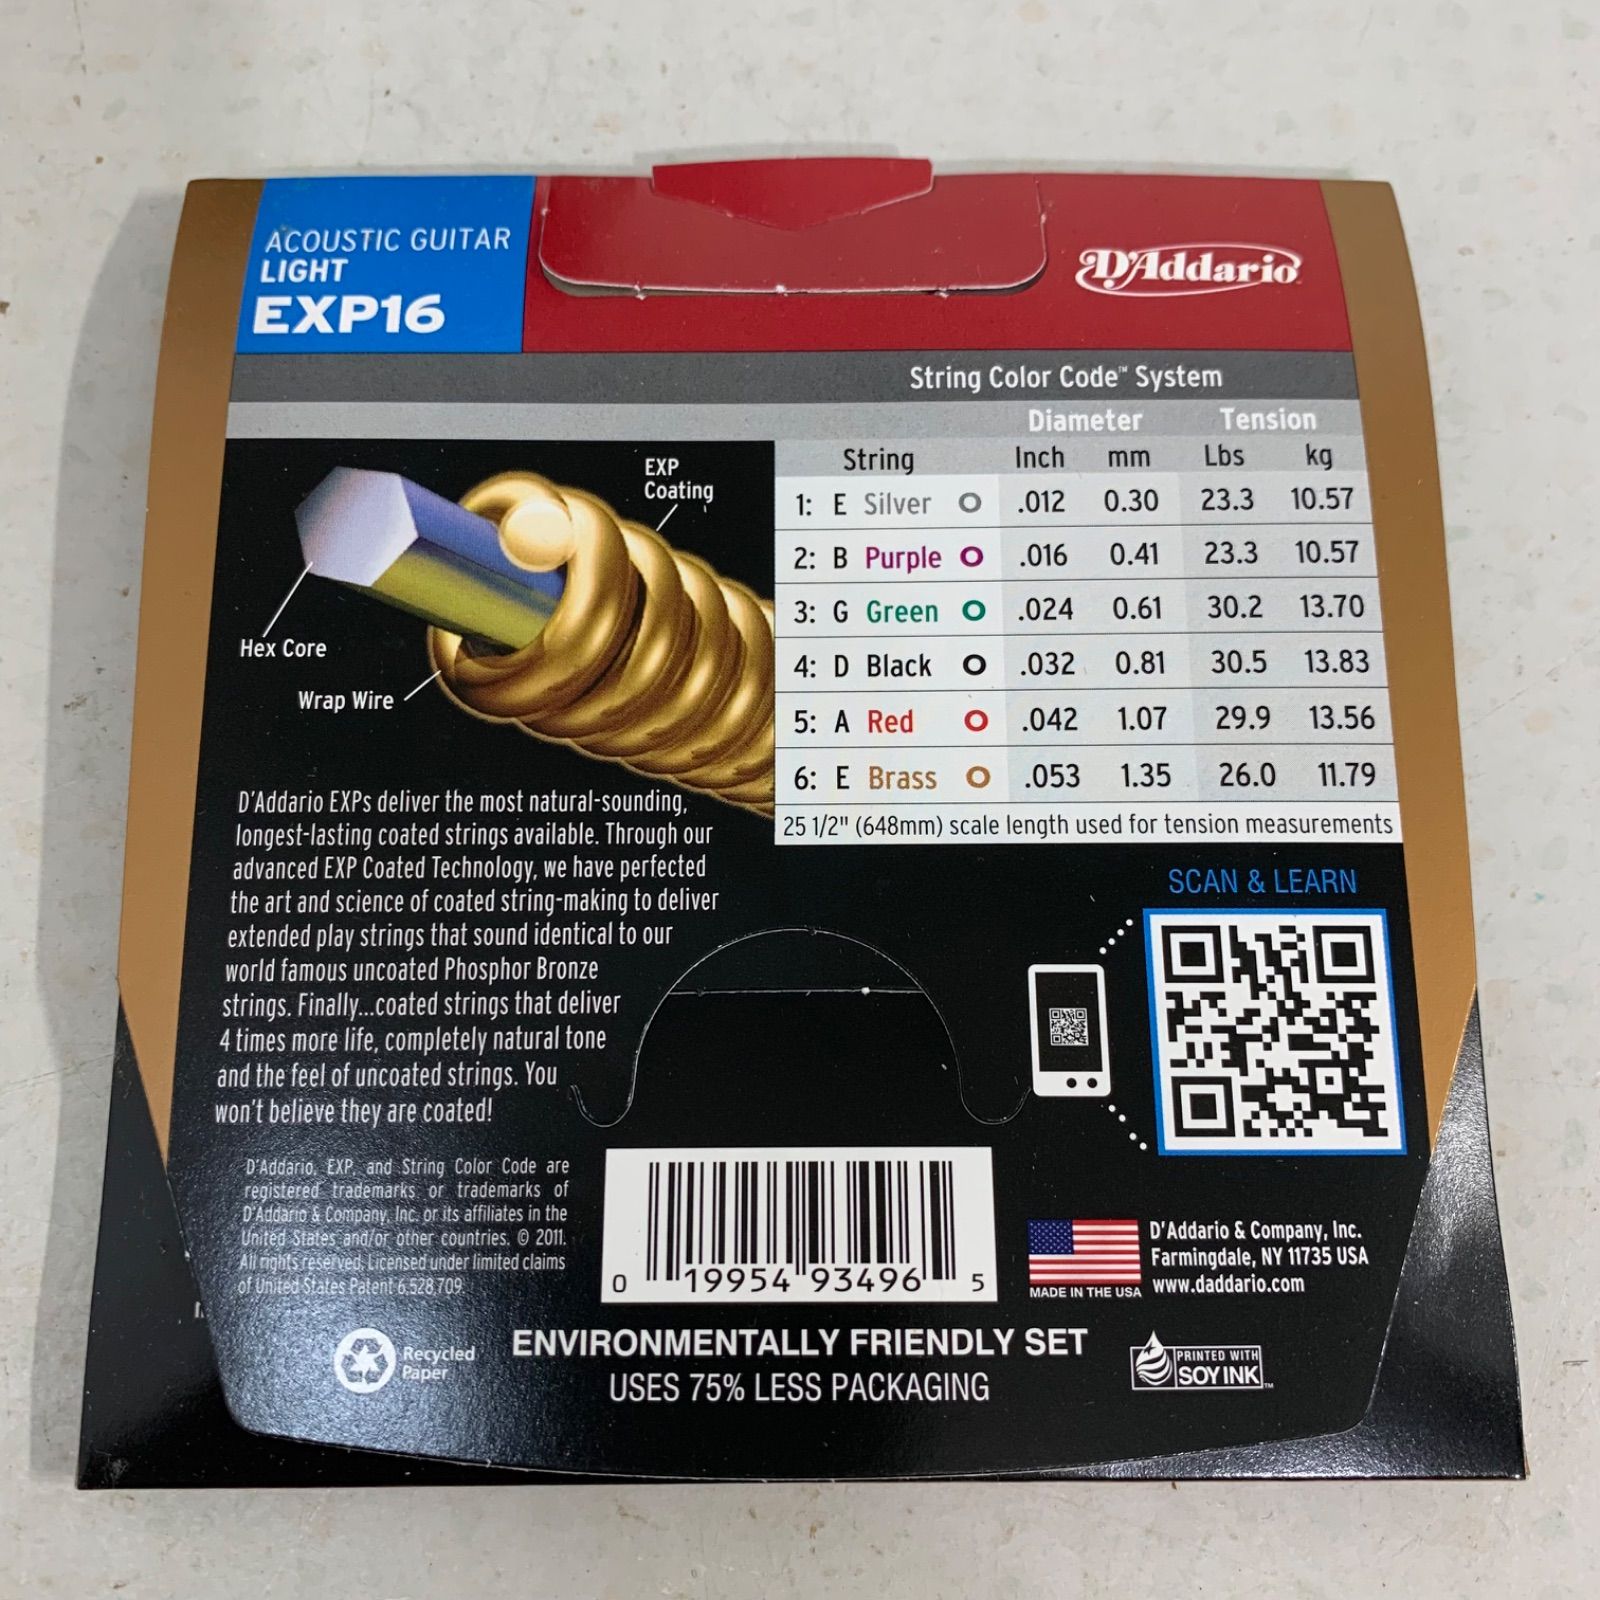 ACOUSTIC GUITAR
LIGHT
EXP16
D'Addario
String Color Code™ System
Diameter Tension
String Inch mm Lbs kg
1: E Silver .012 0.30 23.3 10.57
2: B Purple .016 0.41 23.3 10.57
3: G Green .024 0.61 30.2 13.70
4: D Black .032 0.81 30.5 13.83
5: A Red .042 1.07 29.9 13.56
6: E Brass .053 1.35 26.0 11.79
25 1/2" (648mm) scale length used for tension measurements
EXP
Coating
Hex Core
Wrap Wire
D'Addario EXPs deliver the most natural-sounding,
longest-lasting coated strings available. Through our
advanced EXP Coated Technology, we have perfected
the art and science of coated string-making to deliver
extended play strings that sound identical to our
world famous uncoated Phosphor Bronze
strings. Finally...coated strings that deliver
4 times more life, completely natural tone
and the feel of uncoated strings. You
won't believe they are coated!
SCAN & LEARN
D'Addario, EXP, and String Color Code are
registered trademarks or trademarks of
D'Addario & Company, Inc. or its affiliates in the
United States and/or other countries. © 2011.
All rights reserved. Licensed under limited claims
of United States Patent 6,528,709.
0 19954 93496 5
MADE IN THE USA
D'Addario & Company, Inc.
Farmingdale, NY 11735 USA
www.daddario.com
Recycled
Paper
ENVIRONMENTALLY FRIENDLY SET
USES 75% LESS PACKAGING
PRINTED WITH
SOY INK™